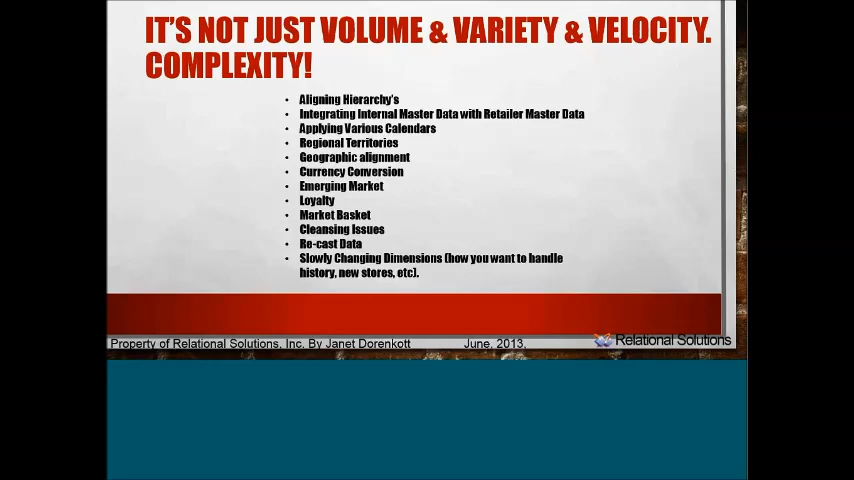 IT'S NOT JUST VOLUME & VARIETY & VELOCITY.
COMPLEXITY!
• Aligning Hierarchy's
• Integrating Internal Master Data with Retailer Master Data
• Applying Various Calendars
• Regional Territories
• Geographic alignment
• Currency Conversion
• Emerging Market
• Loyalty
• Market Basket
• Cleansing Issues
• Re-cast Data
• Slowly Changing Dimensions (how you want to handle
history, new stores, etc).
Property of Relational Solutions, Inc. By Janet Dorenkott June, 2013,
Relational Solutions